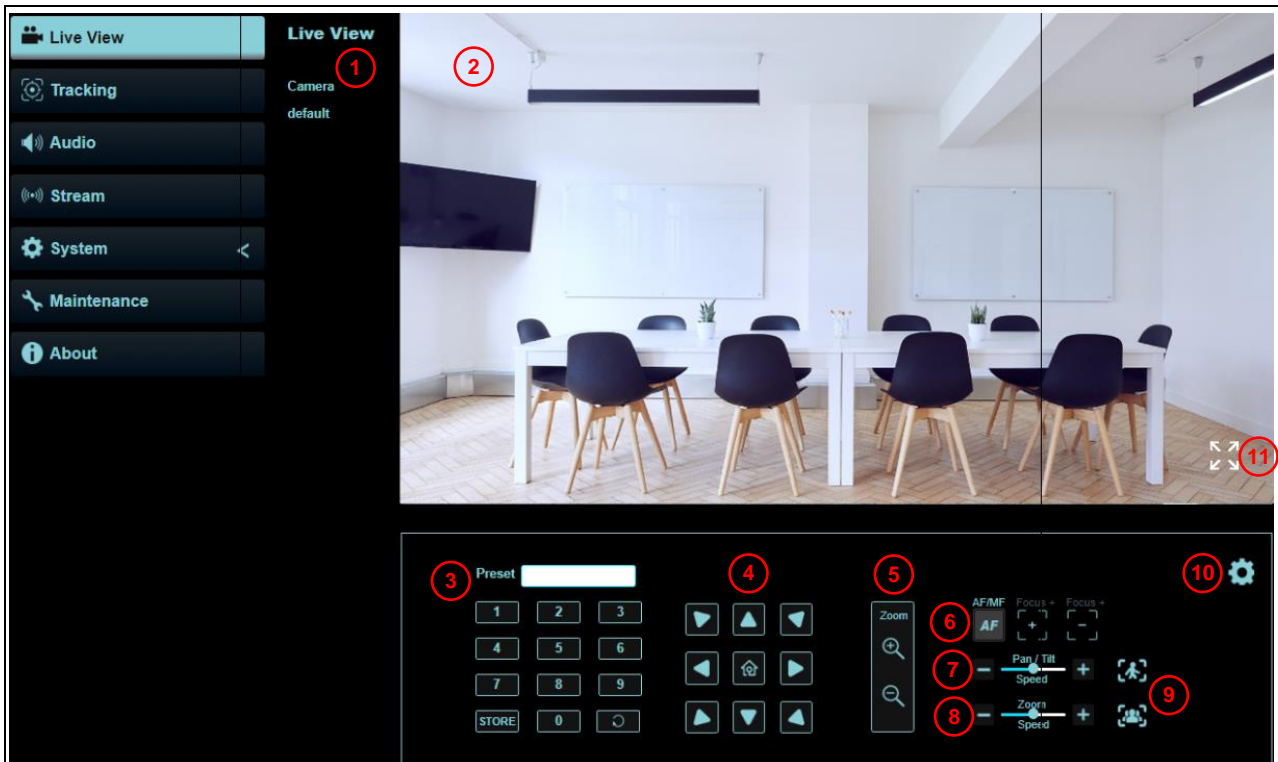 Live View
Tracking
Audio
Stream
System <
Maintenance
About
Live View
1
Camera
default
2
11
3
Preset
1 2 3
4 5 6
7 8 9
STORE 0
4
5
Zoom
6
AF/MF Focus + Focus +
AF + -
7
- Pan / Tilt +
Speed
8
- Zoom +
Speed
9
10